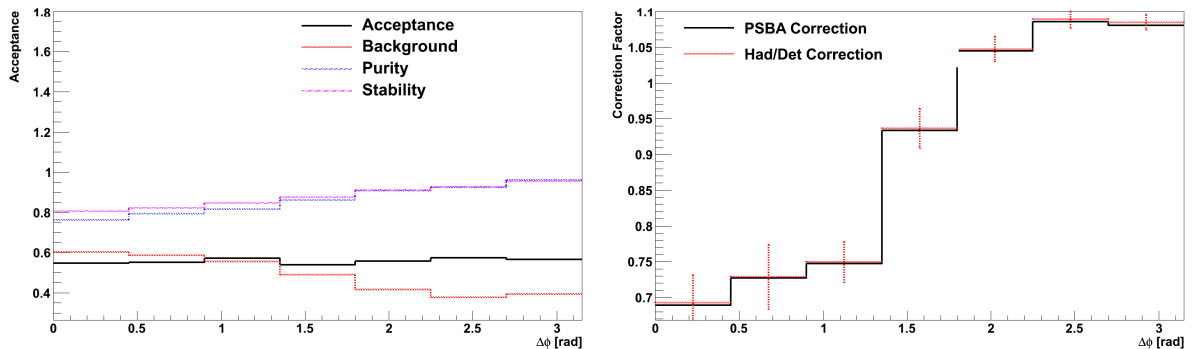 Acceptance
1.8
1.6
1.4
1.2
1
0.8
0.6
0.4
Acceptance
Background
Purity
Stability
0 0.5 1 1.5 2 2.5 3
Δϕ [rad]
Correction Factor
1.1
1.05
1
0.95
0.9
0.85
0.8
0.75
0.7
PSBA Correction
Had/Det Correction
0 0.5 1 1.5 2 2.5 3
Δϕ [rad]